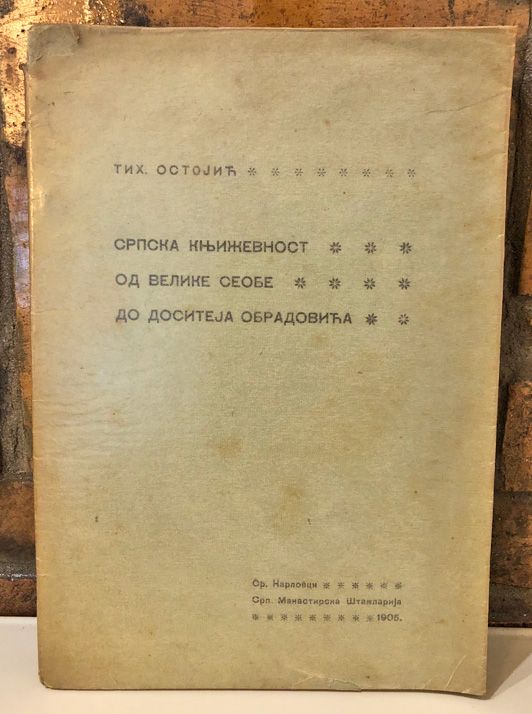 ТИХ. ОСТОЈИЋ * * * * * * * *
СРПСКА КЊИЖЕВНОСТ * * *
ОД ВЕЛИКЕ СЕОБЕ * * * *
ДО ДОСИТЕЈА ОБРАДОВИЋА * *
Ср. Карловци * * * * * *
Срп. Манастирска Штампарија
* * * * * * * * * 1905.